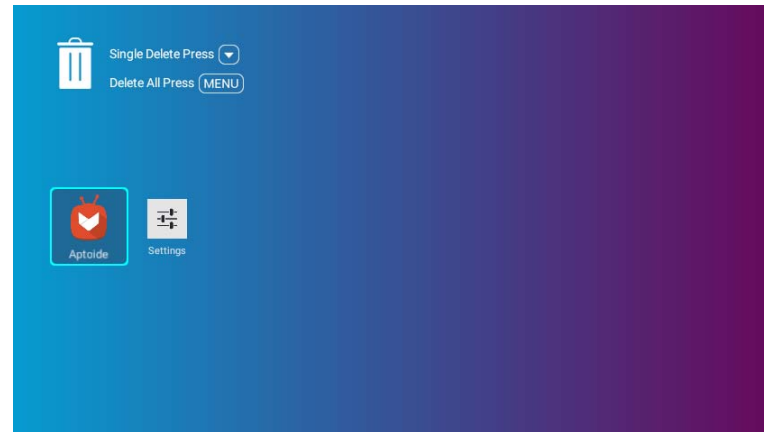 Single Delete Press
Delete All Press MENU
Aptoide
Settings